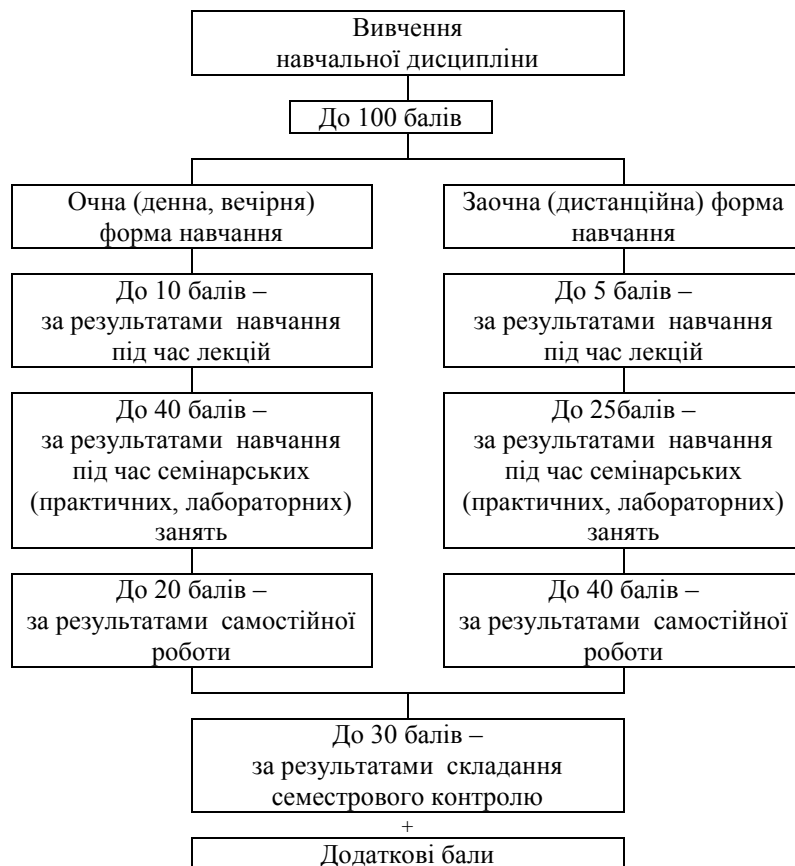 Вивчення
навчальної дисципліни
До 100 балів
Очна (денна, вечірня)
форма навчання
До 10 балів –
за результатами навчання
під час лекцій
До 40 балів –
за результатами навчання
під час семінарських
(практичних, лабораторних)
занять
До 20 балів –
за результатами самостійної
роботи
Заочна (дистанційна) форма
навчання
До 5 балів –
за результатами навчання
під час лекцій
До 25балів –
за результатами навчання
під час семінарських
(практичних, лабораторних)
занять
До 40 балів –
за результатами самостійної
роботи
До 30 балів –
за результатами складання
семестрового контролю
+
Додаткові бали